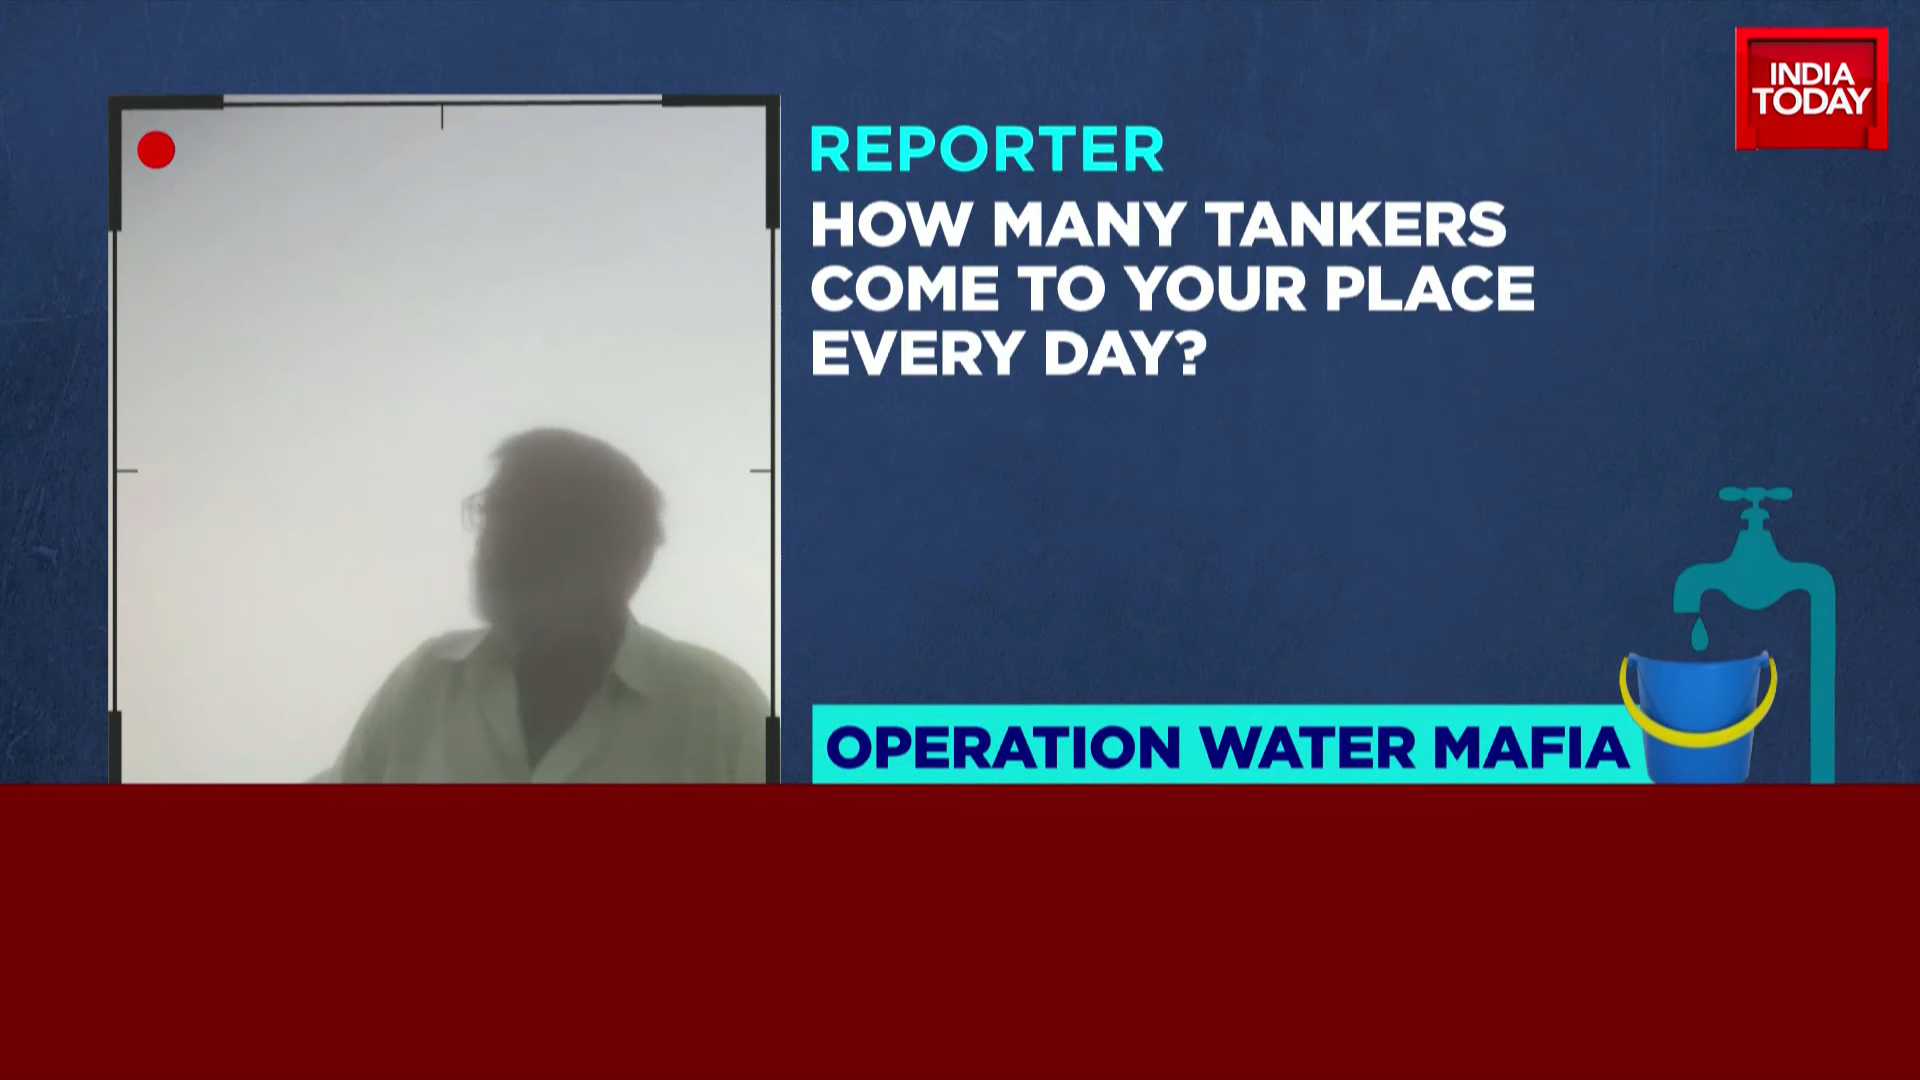 INDIA
TODAY
REPORTER
HOW MANY TANKERS
COME TO YOUR PLACE
EVERY DAY?
OPERATION WATER MAFIA